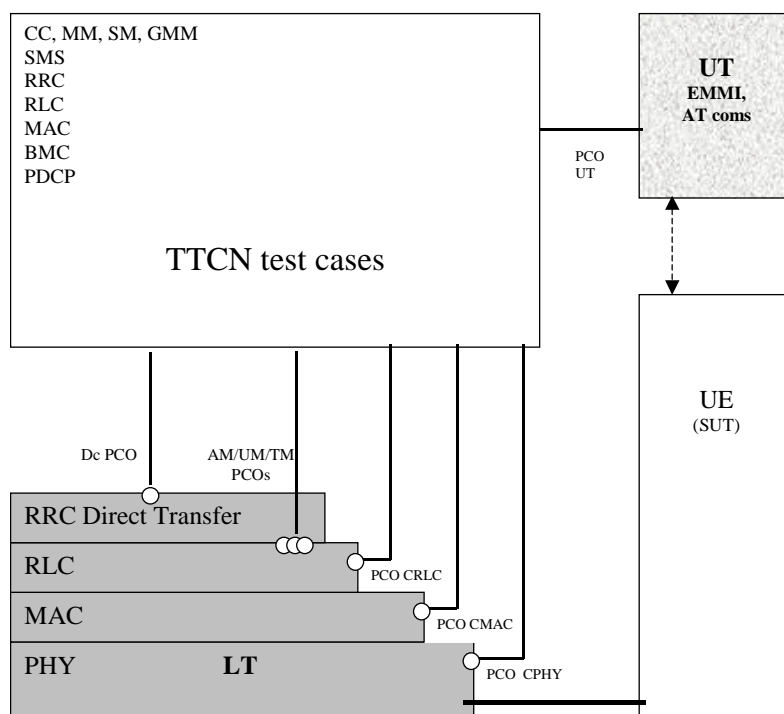 CC, MM, SM, GMM
SMS
RRC
RLC
MAC
BMC
PDCP
TTCN test cases
UT
EMMI,
AT coms
PCO
UT
UE
(SUT)
Dc PCO
AM/UM/TM
PCOs
RRC Direct Transfer
RLC
PCO CRLC
MAC
PCO CMAC
PHY LT
PCO CPHY